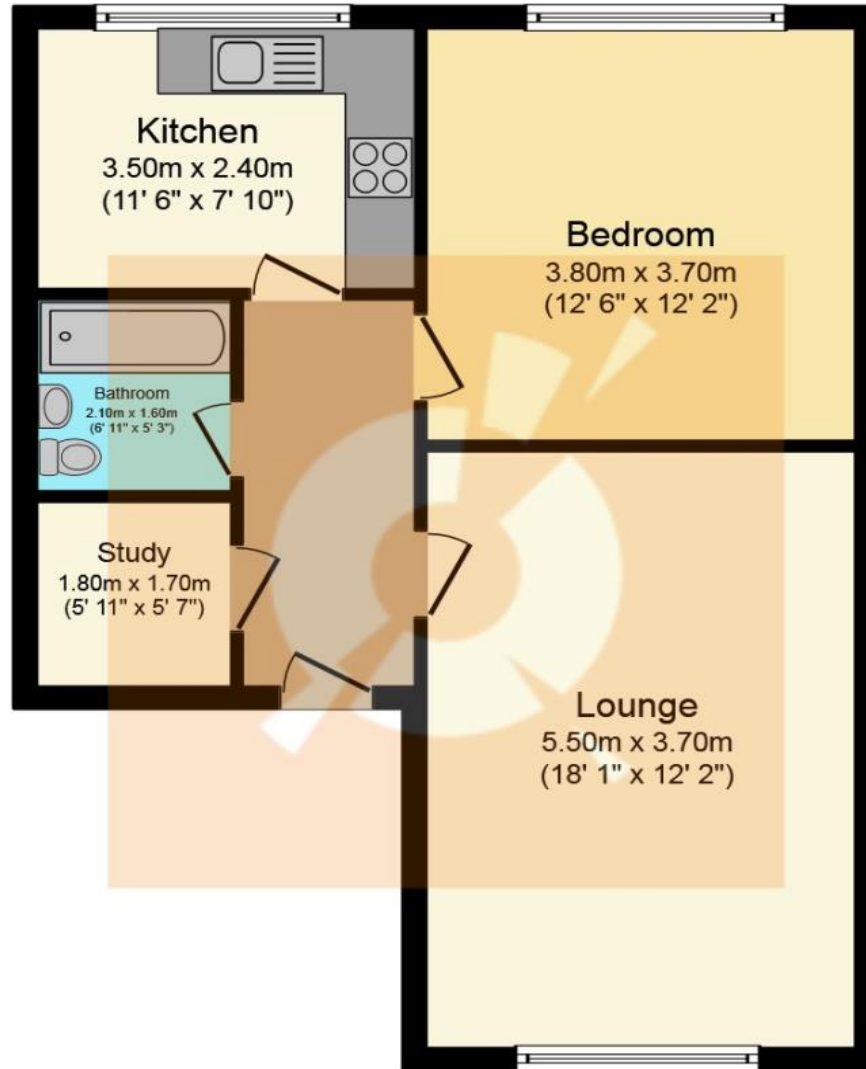 Kitchen
3.50m x 2.40m
(11' 6" x 7' 10")
Bedroom
3.80m x 3.70m
(12' 6" x 12' 2")
Bathroom
2.10m x 1.60m
(6' 11" x 5' 3")
Study
1.80m x 1.70m
(5' 11" x 5' 7")
Lounge
5.50m x 3.70m
(18' 1" x 12' 2")